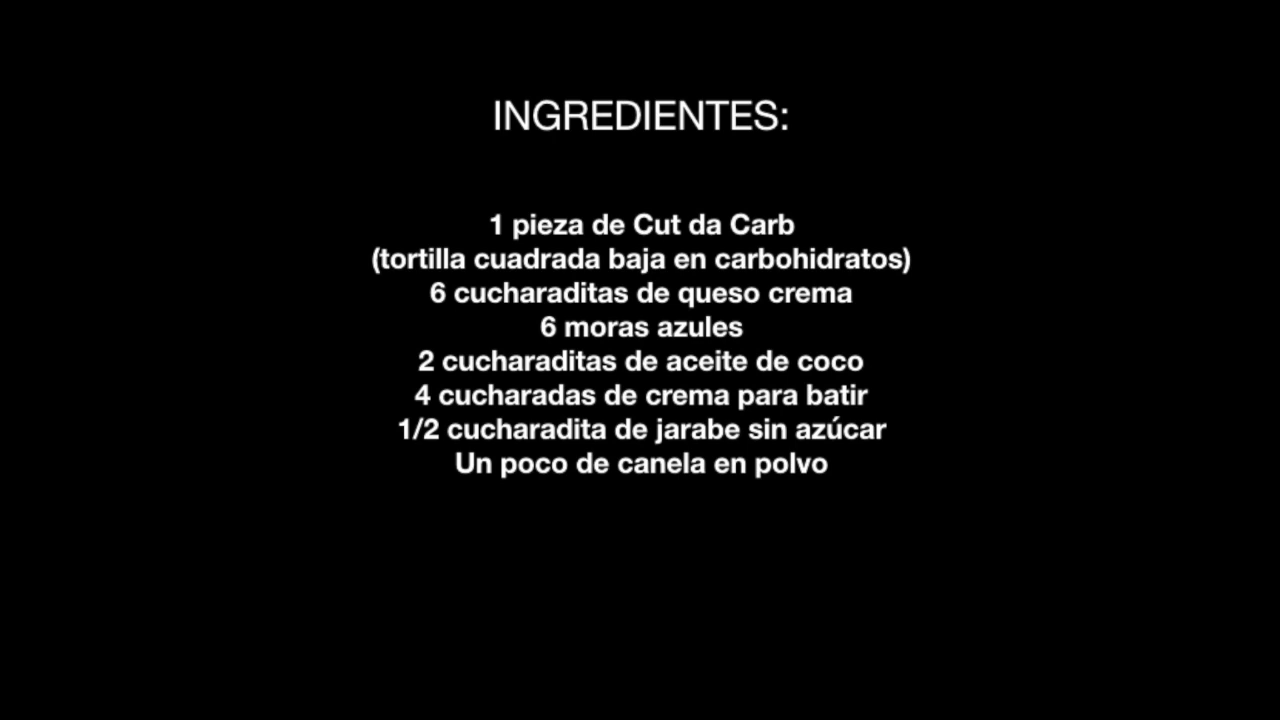 INGREDIENTES:
1 pieza de Cut da Carb
(tortilla cuadrada baja en carbohidratos)
6 cucharaditas de queso crema
6 moras azules
2 cucharaditas de aceite de coco
4 cucharadas de crema para batir
1/2 cucharadita de jarabe sin azúcar
Un poco de canela en polvo